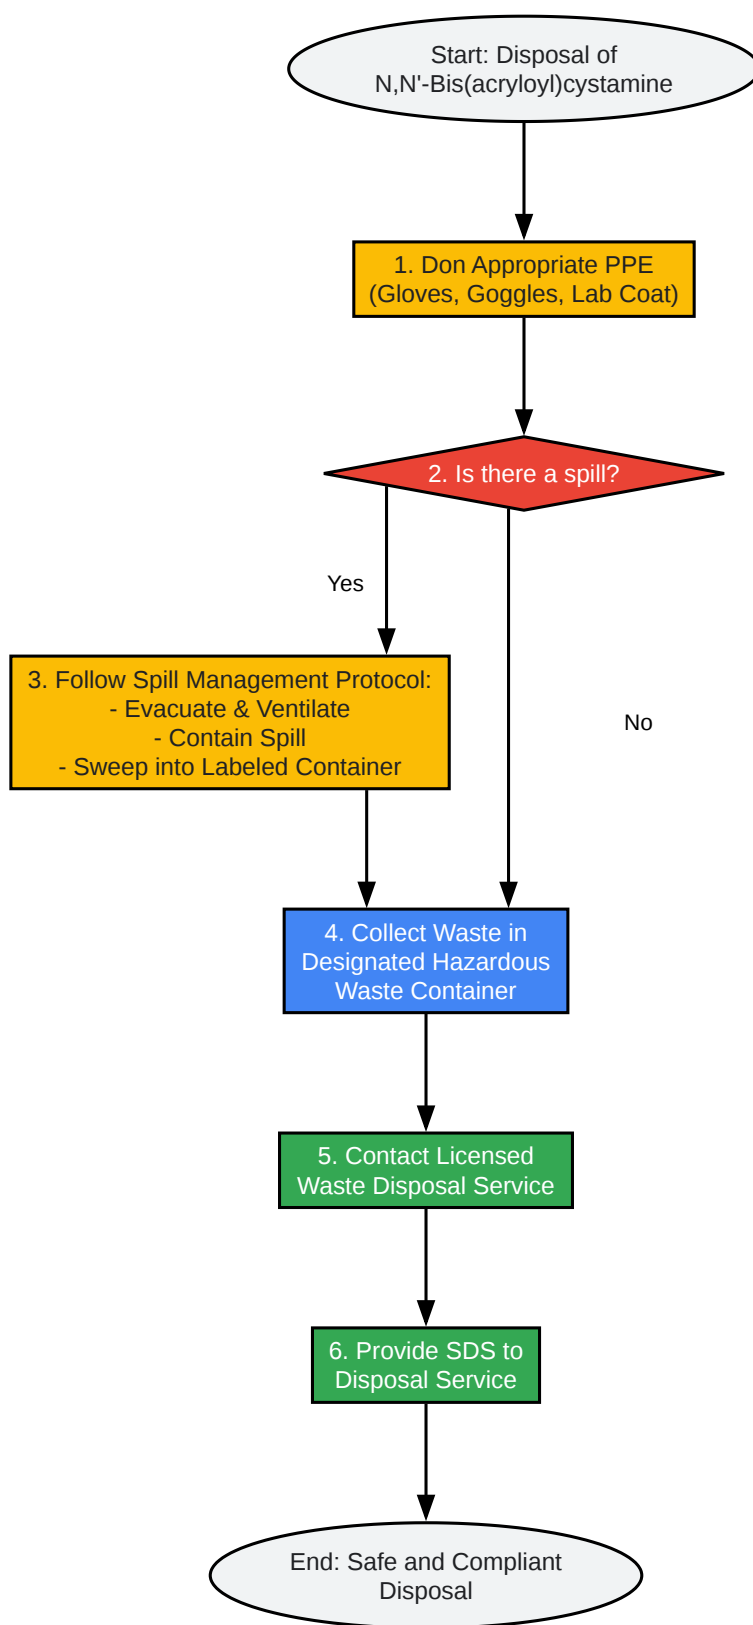 Start: Disposal of
N,N'-Bis(acryloyl)cystamine
1. Don Appropriate PPE
(Gloves, Goggles, Lab Coat)
2. Is there a spill?
Yes
3. Follow Spill Management Protocol:
- Evacuate & Ventilate
- Contain Spill
- Sweep into Labeled Container
No
4. Collect Waste in
Designated Hazardous
Waste Container
5. Contact Licensed
Waste Disposal Service
6. Provide SDS to
Disposal Service
End: Safe and Compliant
Disposal